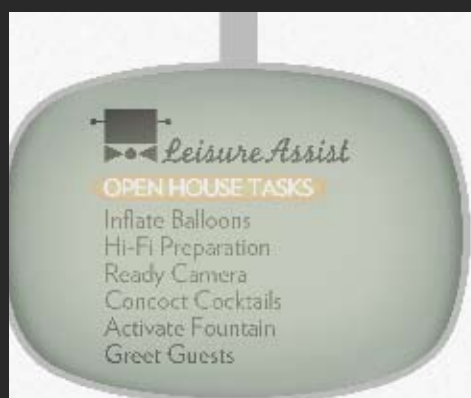 Leisure Assist
OPEN HOUSE TASKS
Inflate Balloons
Hi-Fi Preparation
Ready Camera
Concoct Cocktails
Activate Fountain
Greet Guests